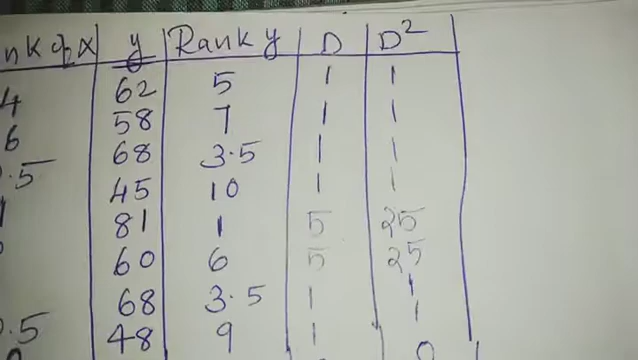 nk of x y Rank y D D²
4 62 5 1 1
6 58 7 1 1
.5 68 3.5 1 1
45 10 1 1
81 1 5 25
60 6 5 25
68 3.5 1 1
.5 48 9 1 1